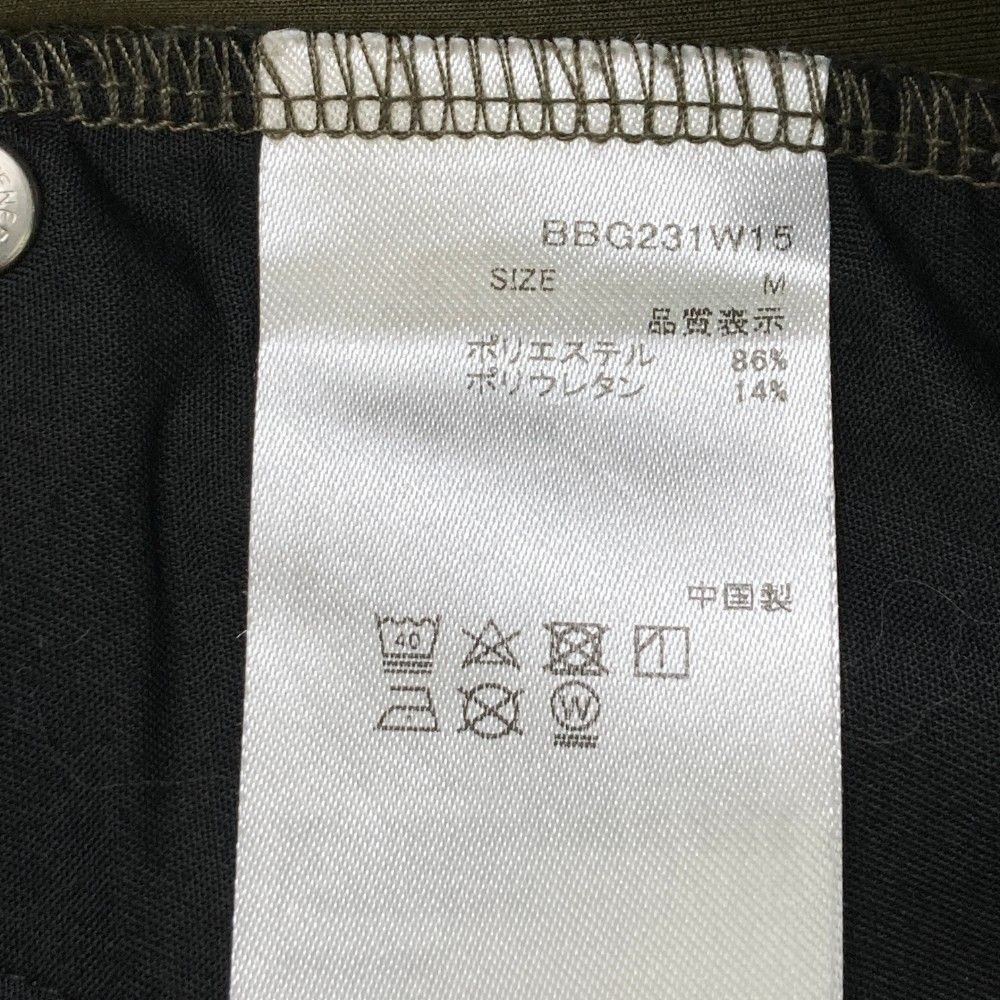 BBG231W15
SIZE M
品質表示
ポリエステル 86%
ポリウレタン 14%
中国製
40
W